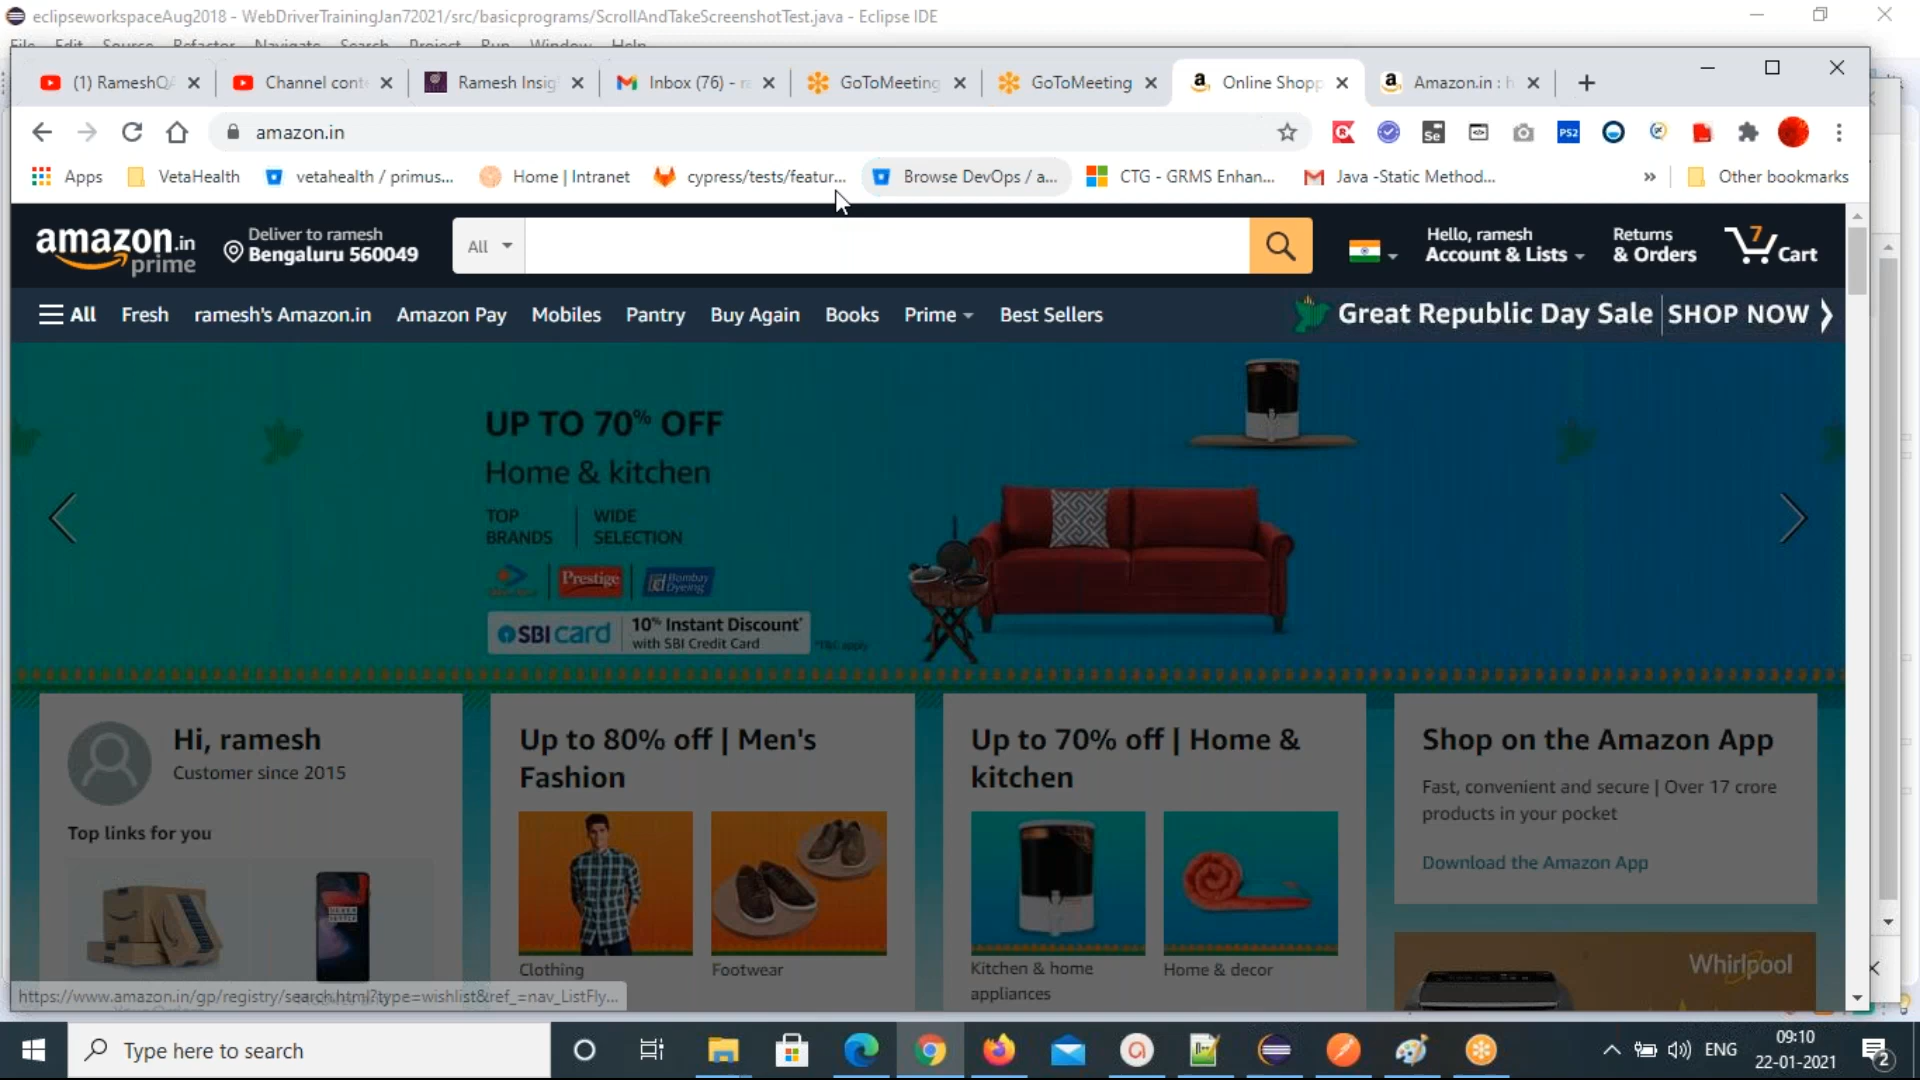 eclipseworkspaceAug2018 - WebDriverTrainingJan72021/src/basicprograms/ScrollAndTakeScreenshotTest.java - Eclipse IDE
File Edit Source Refactor Navigate Search Project Run Window Help
(1) RameshQA
Channel cont
Ramesh Insig
Inbox (76) - r
GoToMeeting
GoToMeeting
Online Shopp
Amazon.in : h
amazon.in
Apps
VetaHealth
vetahealth / primus...
Home | Intranet
cypress/tests/featur...
Browse DevOps / a...
CTG - GRMS Enhan...
Java -Static Method...
»
Other bookmarks
amazon.in
prime
Deliver to ramesh
Bengaluru 560049
All
Hello, ramesh
Account & Lists
Returns
& Orders
7
Cart
All
Fresh
ramesh's Amazon.in
Amazon Pay
Mobiles
Pantry
Buy Again
Books
Prime
Best Sellers
Great Republic Day Sale
SHOP NOW
UP TO 70% OFF
Home & kitchen
TOP
BRANDS
WIDE
SELECTION
Prestige
Bombay
Dyeing
SBI card
10% Instant Discount*
with SBI Credit Card
*T&C apply
Hi, ramesh
Customer since 2015
Top links for you
Up to 80% off | Men's
Fashion
Clothing
Footwear
Up to 70% off | Home &
kitchen
Kitchen & home
appliances
Home & decor
Shop on the Amazon App
Fast, convenient and secure | Over 17 crore
products in your pocket
Download the Amazon App
Whirlpool
https://www.amazon.in/gp/registry/search.html?type=wishlist&ref_=nav_ListFly...
Type here to search
ENG
09:10
22-01-2021
2